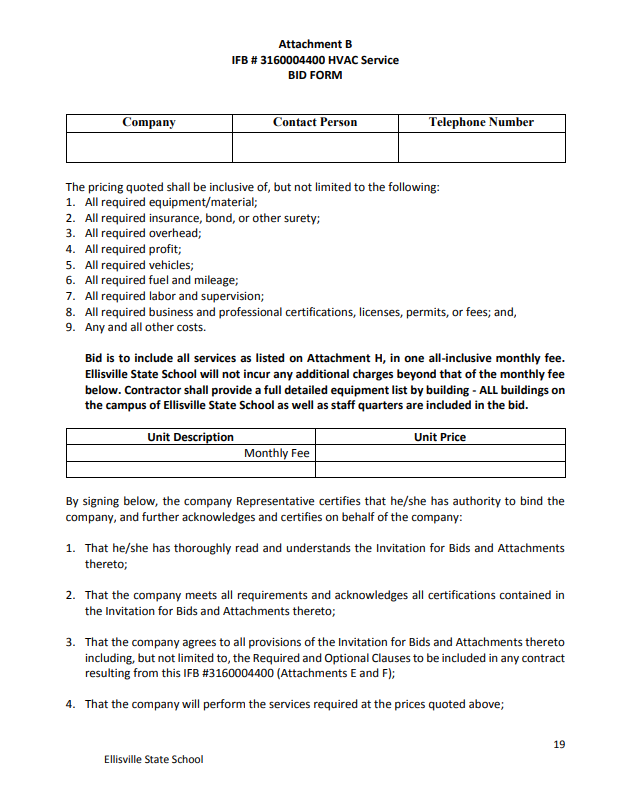 Attachment B
IFB # 3160004400 HVAC Service
BID FORM
Company Contact Person Telephone Number
The pricing quoted shall be inclusive of, but not limited to the following:
1. All required equipment/material;
2. All required insurance, bond, or other surety;
3. All required overhead;
4. All required profit;
5. All required vehicles;
6. All required fuel and mileage;
7. All required labor and supervision;
8. All required business and professional certifications, licenses, permits, or fees; and,
9. Any and all other costs.
Bid is to include all services as listed on Attachment H, in one all-inclusive monthly fee.
Ellisville State School will not incur any additional charges beyond that of the monthly fee
below. Contractor shall provide a full detailed equipment list by building - ALL buildings on
the campus of Ellisville State School as well as staff quarters are included in the bid.
Unit Description Unit Price
Monthly Fee
By signing below, the company Representative certifies that he/she has authority to bind the
company, and further acknowledges and certifies on behalf of the company:
1. That he/she has thoroughly read and understands the Invitation for Bids and Attachments
thereto;
2. That the company meets all requirements and acknowledges all certifications contained in
the Invitation for Bids and Attachments thereto;
3. That the company agrees to all provisions of the Invitation for Bids and Attachments thereto
including, but not limited to, the Required and Optional Clauses to be included in any contract
resulting from this IFB #3160004400 (Attachments E and F);
4. That the company will perform the services required at the prices quoted above;
19
Ellisville State School